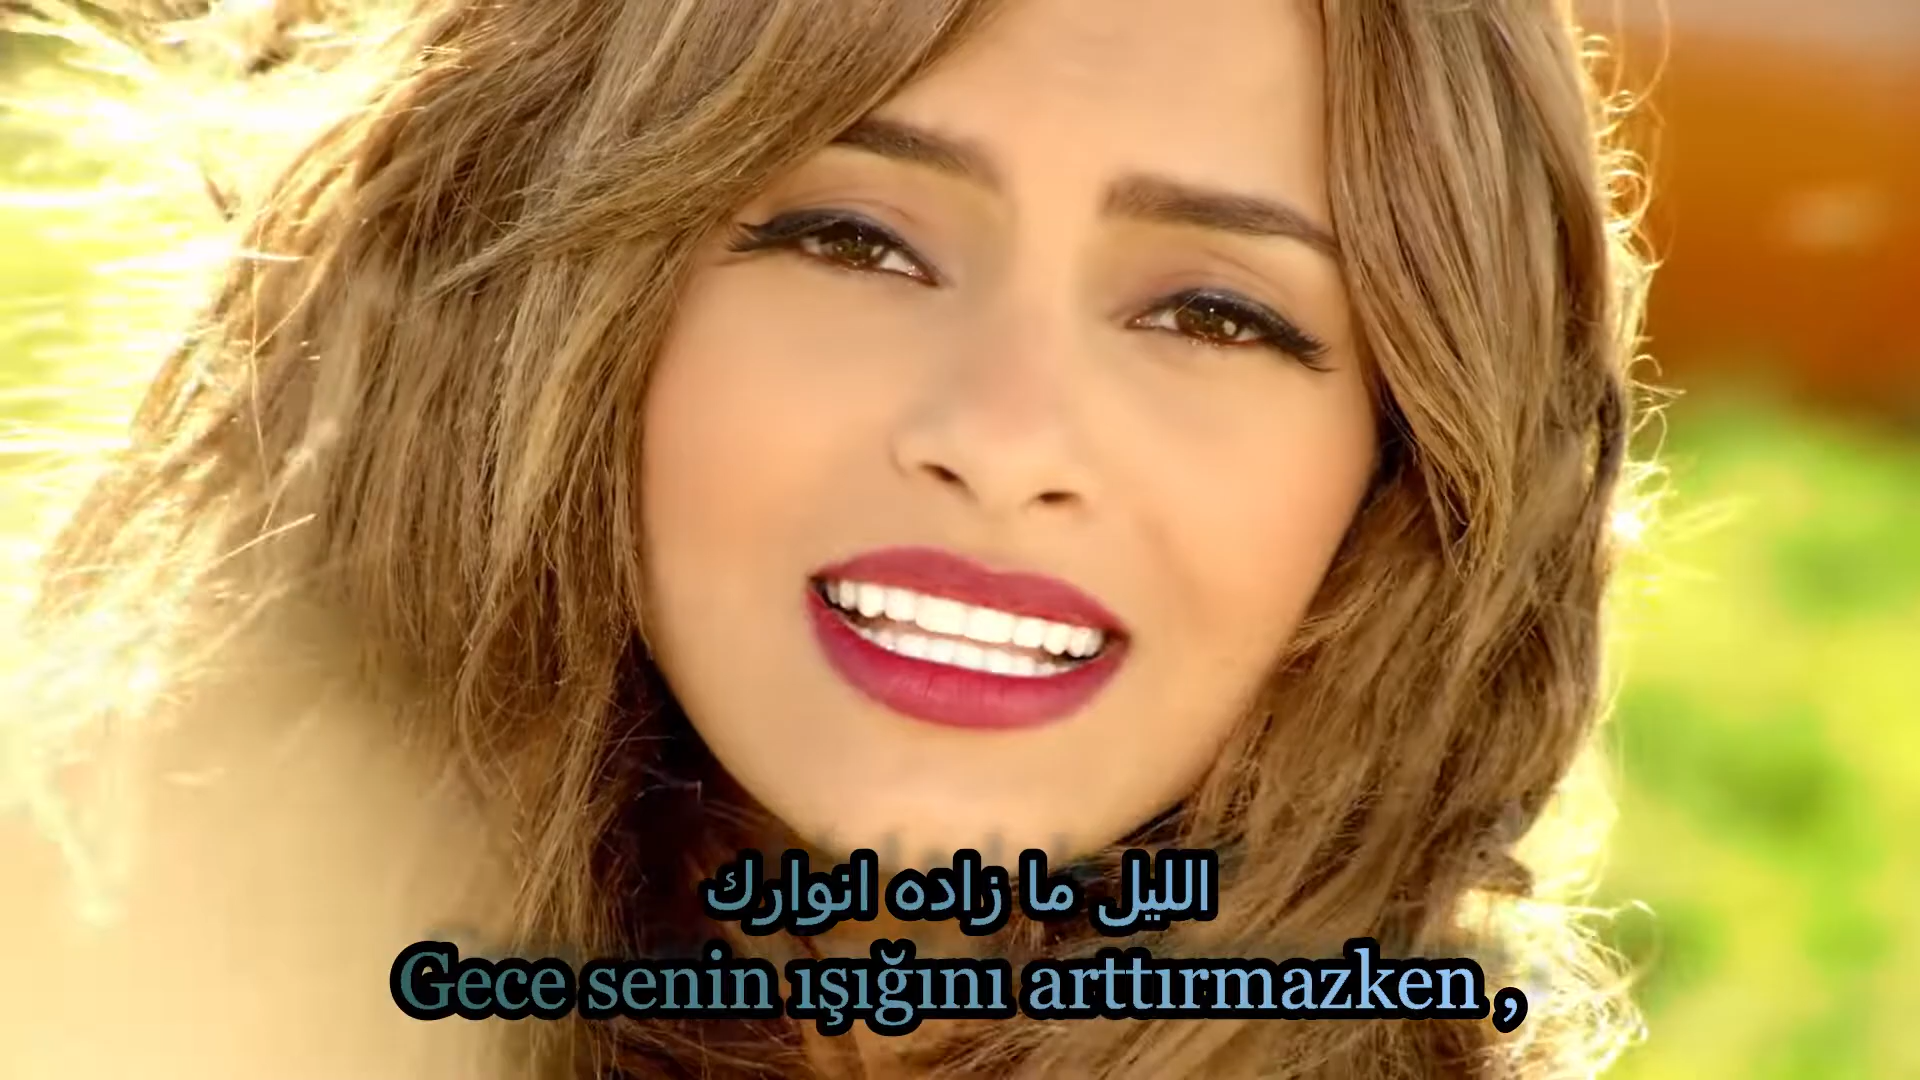 الليل ما زاده انوارك
Gece senin ışığını arttırmazken,